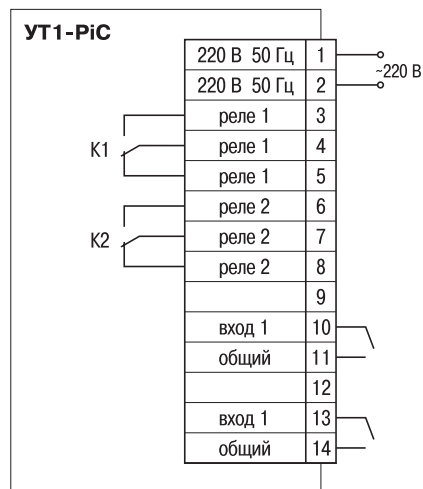 УТ1-PiC
220 В 50 Гц 1
~220 В
220 В 50 Гц 2
реле 1 3
К1
реле 1 4
реле 1 5
реле 2 6
К2
реле 2 7
реле 2 8
9
вход 1 10
общий 11
12
вход 1 13
общий 14